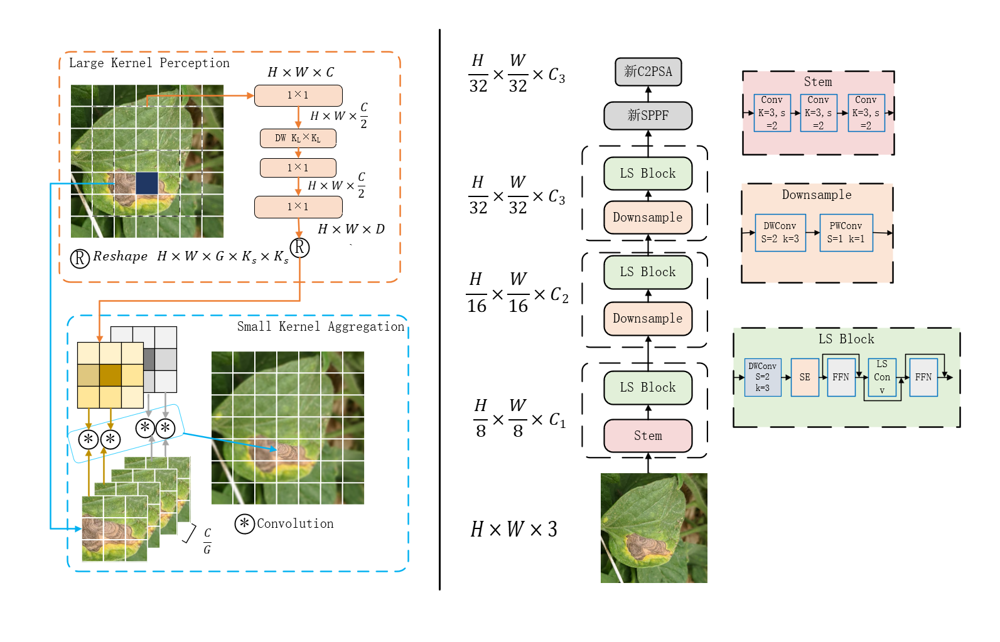 Large Kernel Perception
H × W × C
1×1
H × W × C/2
DW K_L×K_L
1×1
H × W × C/2
1×1
H × W × D
Ⓡ
Ⓡ Reshape H × W × G × K_s × K_s
Small Kernel Aggregation
* * * *
C/G
* Convolution
H/32 × W/32 × C_3
新C2PSA
新SPPF
H/32 × W/32 × C_3
LS Block
Downsample
H/16 × W/16 × C_2
LS Block
Downsample
H/8 × W/8 × C_1
LS Block
Stem
H × W × 3
Stem
Conv
K=3,s
=2
Conv
K=3,s
=2
Conv
K=3,s
=2
Downsample
DWConv
S=2 k=3
PWConv
S=1 k=1
LS Block
DWConv
S=2
k=3
SE
FFN
LS
Con
v
FFN